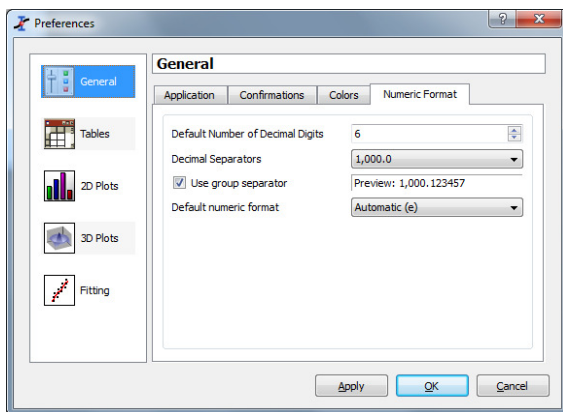 Preferences
General
General
Application Confirmations Colors Numeric Format
Tables
Default Number of Decimal Digits 6
Decimal Separators 1,000.0
2D Plots
Use group separator Preview: 1,000.123457
Default numeric format Automatic (e)
3D Plots
Fitting
Apply OK Cancel